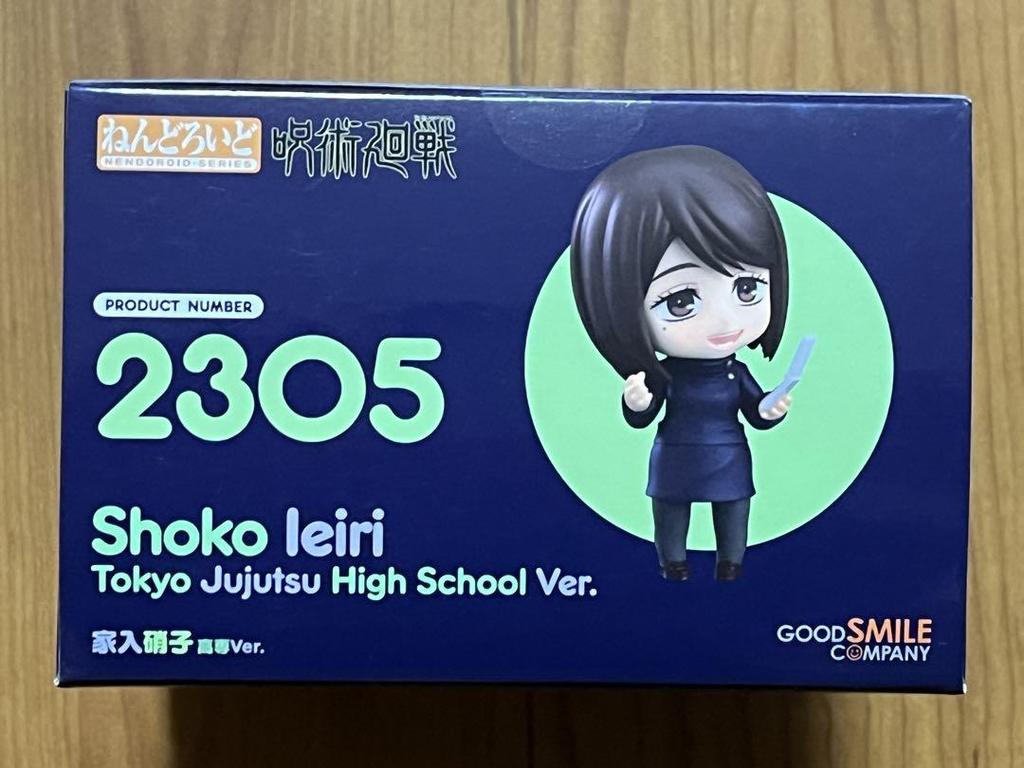 ねんどろいど
NENDOROID•SERIES
呪術廻戦
PRODUCT NUMBER
2305
Shoko Ieiri
Tokyo Jujutsu High School Ver.
家入硝子 高専Ver.
GOOD SMILE
COMPANY